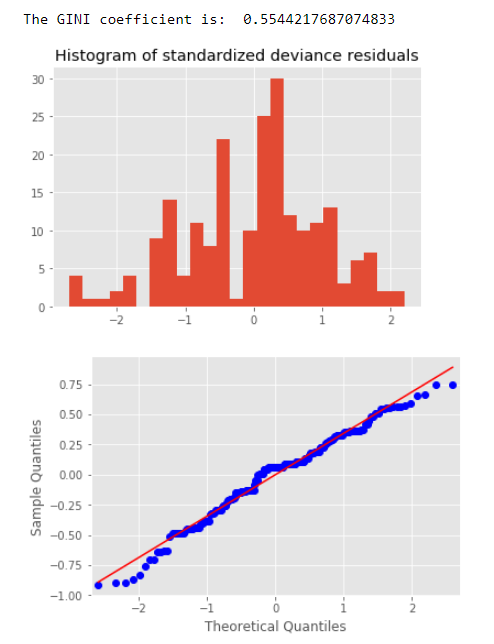 The GINI coefficient is:  0.5544217687074833
Histogram of standardized deviance residuals
30
25
20
15
10
5
0
−2 −1 0 1 2
0.75
0.50
0.25
0.00
−0.25
−0.50
−0.75
−1.00
Sample Quantiles
−2 −1 0 1 2
Theoretical Quantiles